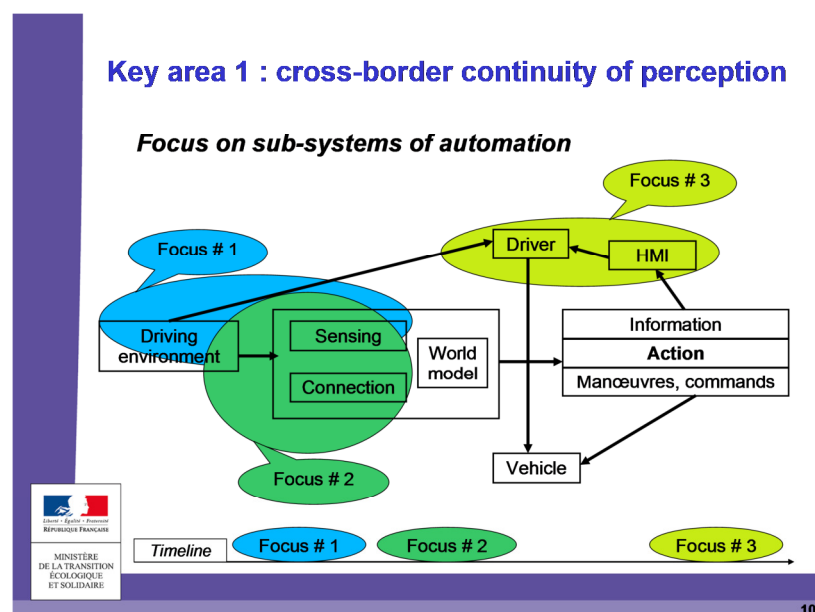 Key area 1 : cross-border continuity of perception
Focus on sub-systems of automation
Focus # 3
Focus # 1
Driver
HMI
Driving
environment
Sensing
Connection
World
model
Information
Action
Manœuvres, commands
Focus # 2
Vehicle
Liberté • Égalité • Fraternité
RÉPUBLIQUE FRANÇAISE
MINISTÈRE
DE LA TRANSITION
ÉCOLOGIQUE
ET SOLIDAIRE
Timeline
Focus # 1
Focus # 2
Focus # 3
10